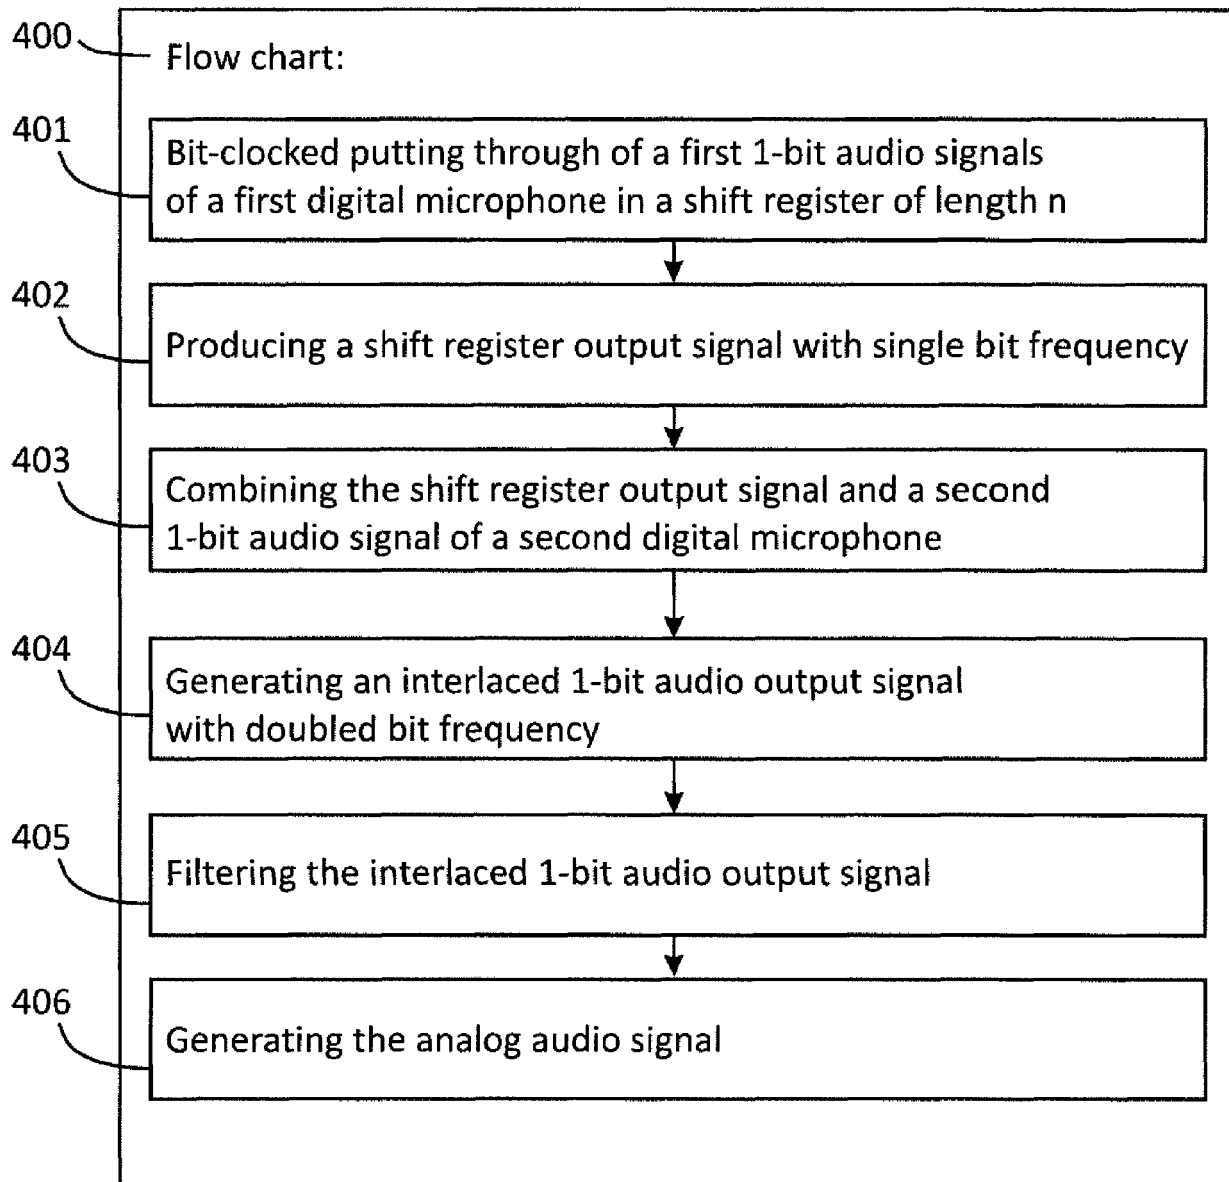 400
Flow chart:
401
Bit-clocked putting through of a first 1-bit audio signals
of a first digital microphone in a shift register of length n
402
Producing a shift register output signal with single bit frequency
403
Combining the shift register output signal and a second
1-bit audio signal of a second digital microphone
404
Generating an interlaced 1-bit audio output signal
with doubled bit frequency
405
Filtering the interlaced 1-bit audio output signal
406
Generating the analog audio signal